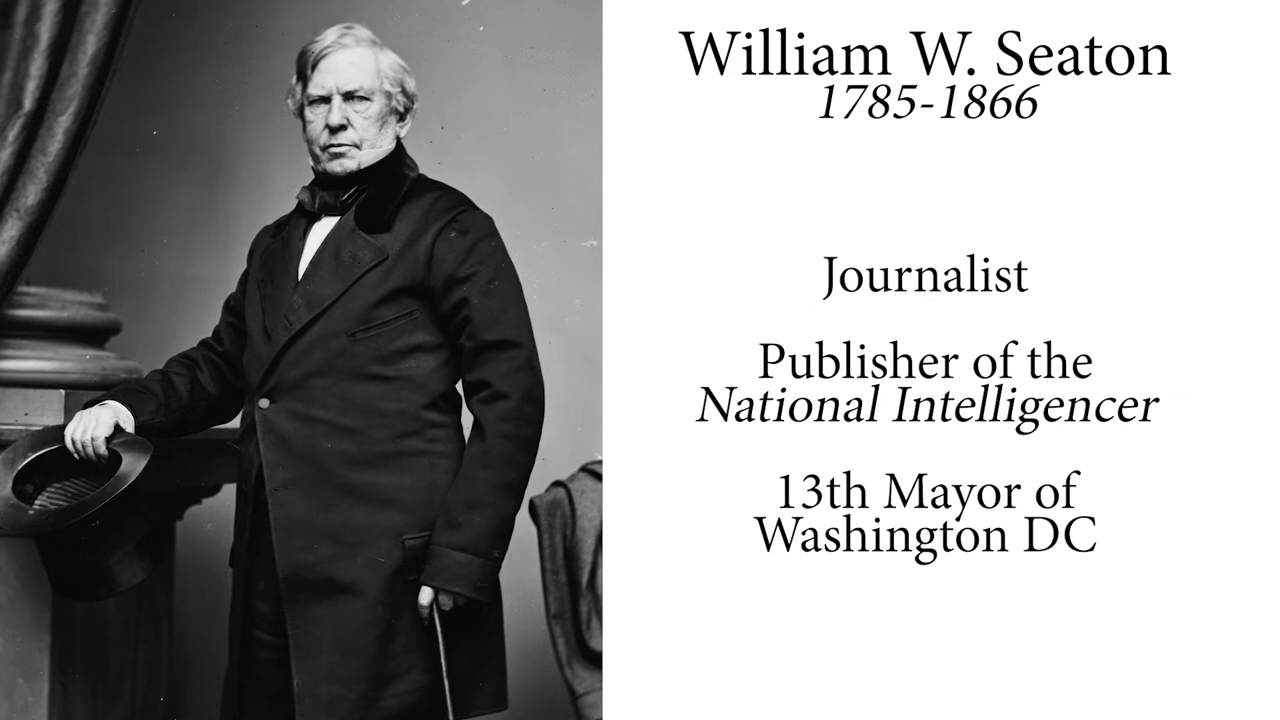 William W. Seaton
1785-1866
Journalist
Publisher of the
National Intelligencer
13th Mayor of
Washington DC